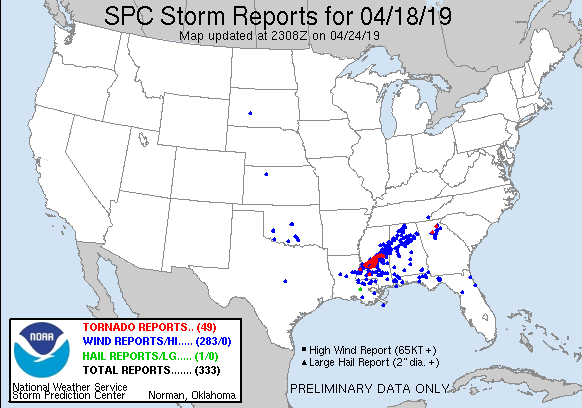 SPC Storm Reports for 04/18/19
Map updated at 2308Z on 04/24/19
TORNADO REPORTS.. (49)
WIND REPORTS/HI..... (283/0)
HAIL REPORTS/LG..... (1/0)
TOTAL REPORTS....... (333)
NOAA
National Weather Service
Storm Prediction Center Norman, Oklahoma
High Wind Report (65KT +)
Large Hail Report (2" dia. +)
PRELIMINARY DATA ONLY